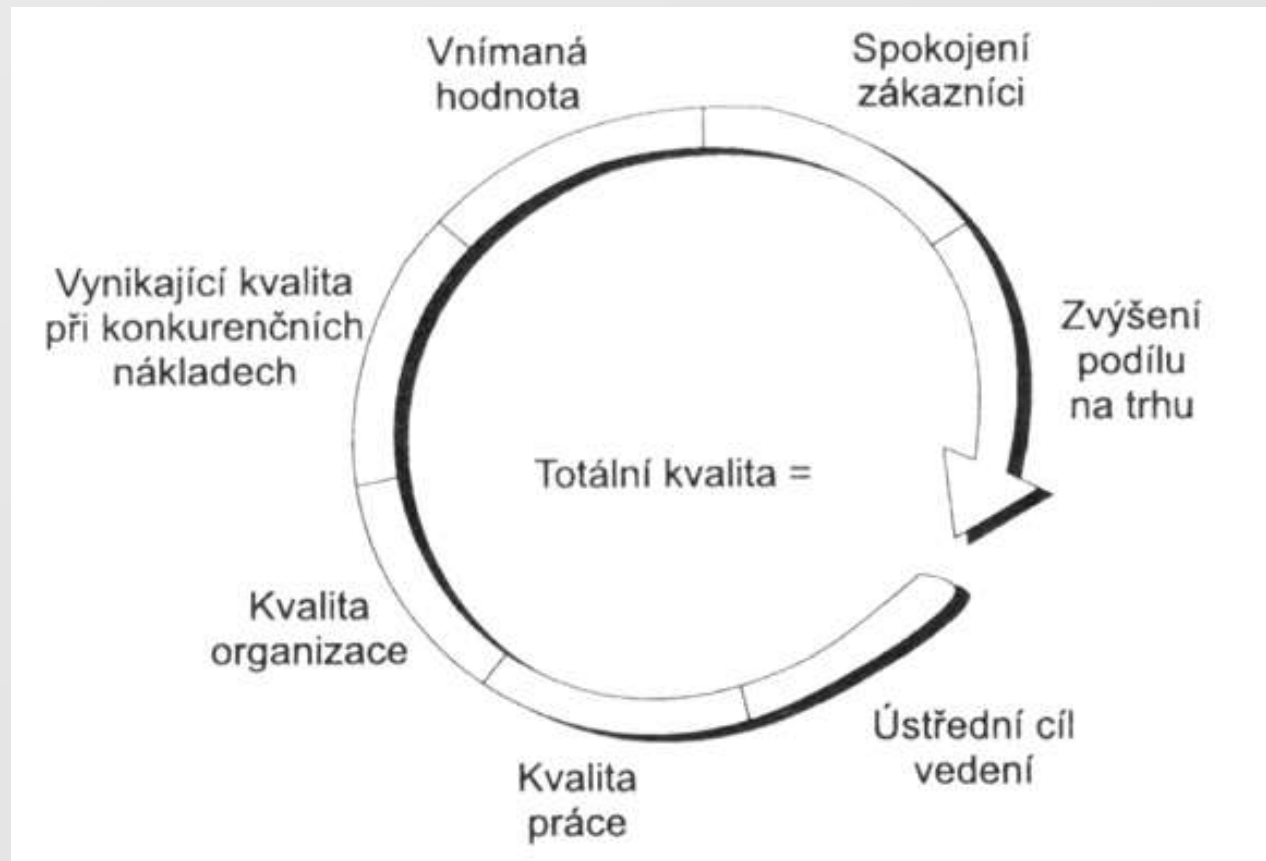 Vnímaná
hodnota
Spokojení
zákazníci
Vynikající kvalita
při konkurenčních
nákladech
Zvýšení
podílu
na trhu
Totální kvalita =
Kvalita
organizace
Ústřední cíl
vedení
Kvalita
práce